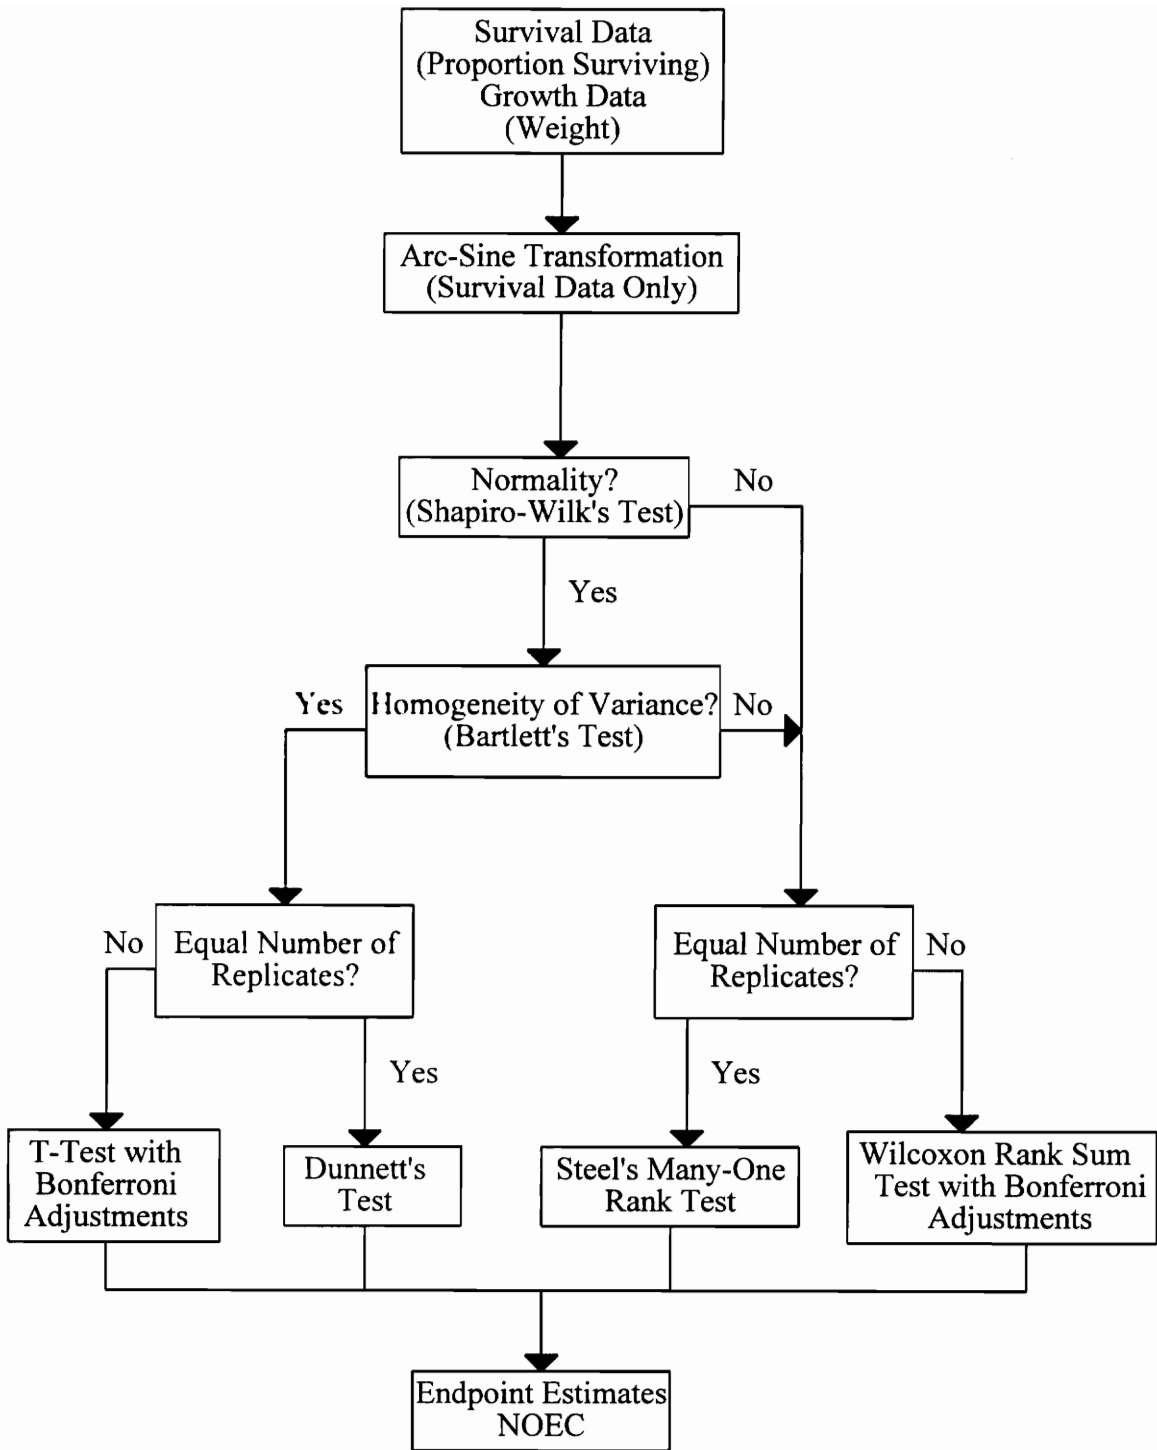 Survival Data
(Proportion Surviving)
Growth Data
(Weight)
Arc-Sine Transformation
(Survival Data Only)
Normality?
(Shapiro-Wilk's Test)
No
Yes
Yes
Homogeneity of Variance?
(Bartlett's Test)
No
No
Equal Number of
Replicates?
Yes
Equal Number of
Replicates?
No
Yes
T-Test with
Bonferroni
Adjustments
Dunnett's
Test
Steel's Many-One
Rank Test
Wilcoxon Rank Sum
Test with Bonferroni
Adjustments
Endpoint Estimates
NOEC